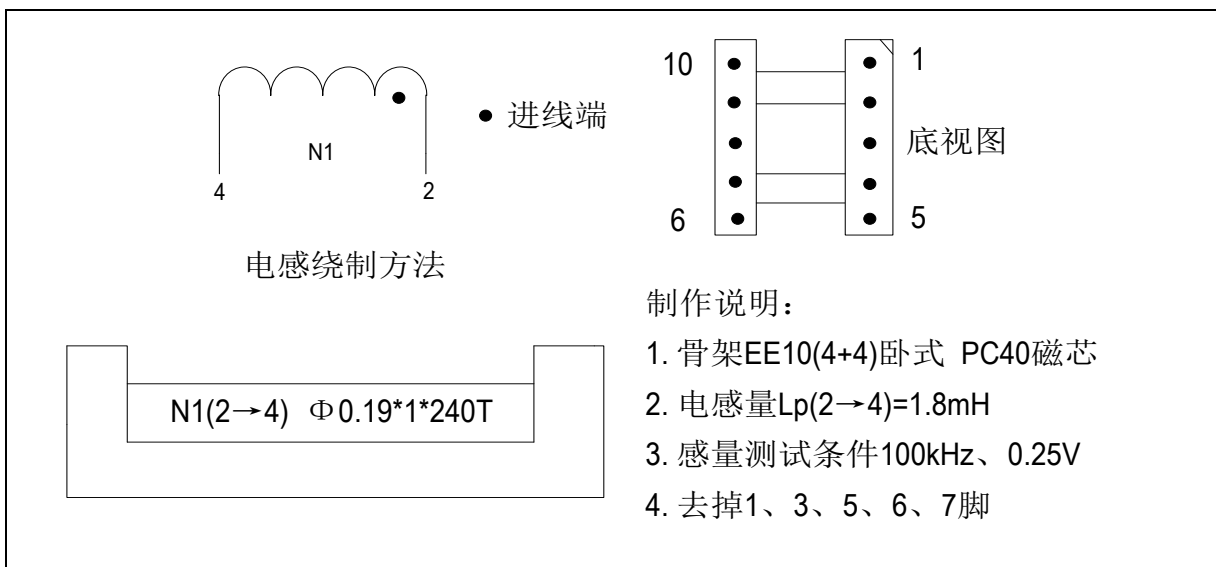 N1
4
2
● 进线端
电感绕制方法
N1(2→4) Φ0.19*1*240T
10
1
底视图
6
5
制作说明:
1. 骨架EE10(4+4)卧式 PC40磁芯
2. 电感量Lp(2→4)=1.8mH
3. 感量测试条件100kHz、0.25V
4. 去掉1、3、5、6、7脚